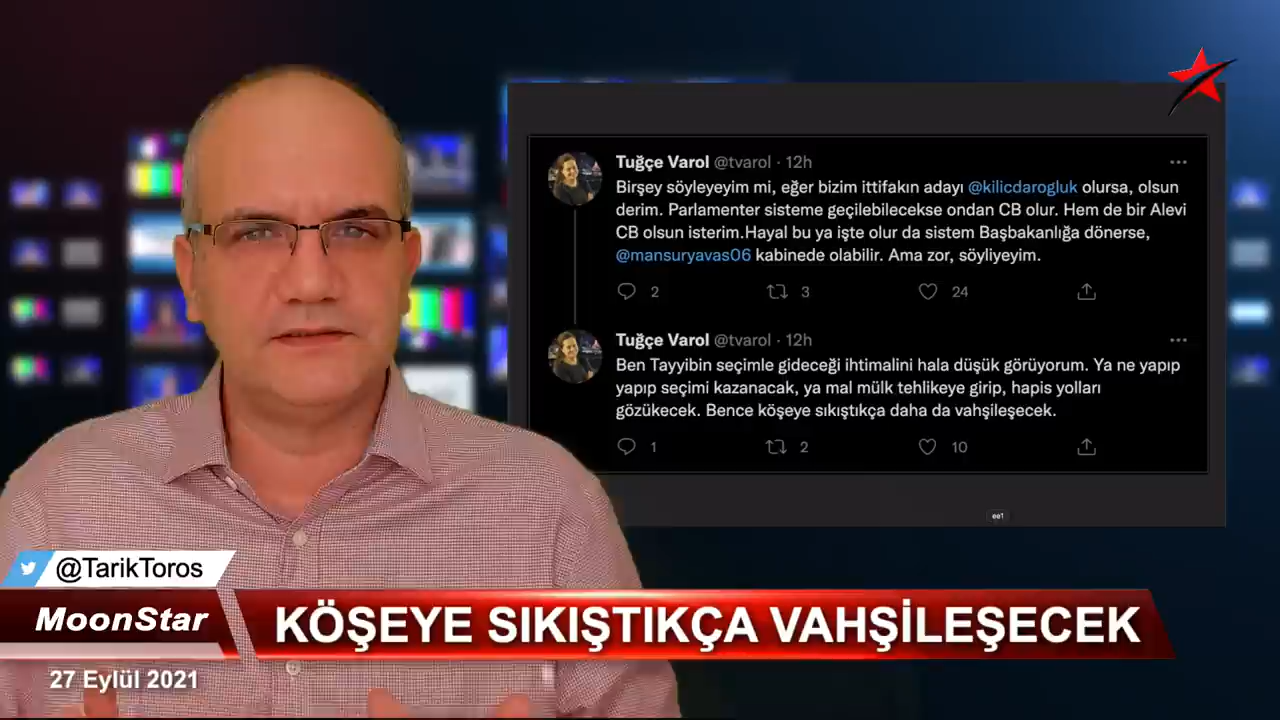 Tuğçe Varol @tvarol · 12h
Birşey söyleyeyim mi, eğer bizim ittifakın adayı @kilicdarogluk olursa, olsun
derim. Parlamenter sisteme geçilebilecekse ondan CB olur. Hem de bir Alevi
CB olsun isterim.Hayal bu ya işte olur da sistem Başbakanlığa dönerse,
@mansuryavas06 kabinede olabilir. Ama zor, söyliyeyim.
2 3 24
Tuğçe Varol @tvarol · 12h
Ben Tayyibin seçimle gideceği ihtimalini hala düşük görüyorum. Ya ne yapıp
yapıp seçimi kazanacak, ya mal mülk tehlikeye girip, hapis yolları
gözükecek. Bence köşeye sıkıştıkça daha da vahşileşecek.
1 2 10
@TarikToros
MoonStar
KÖŞEYE SIKIŞTIKÇA VAHŞİLEŞECEK
27 Eylül 2021